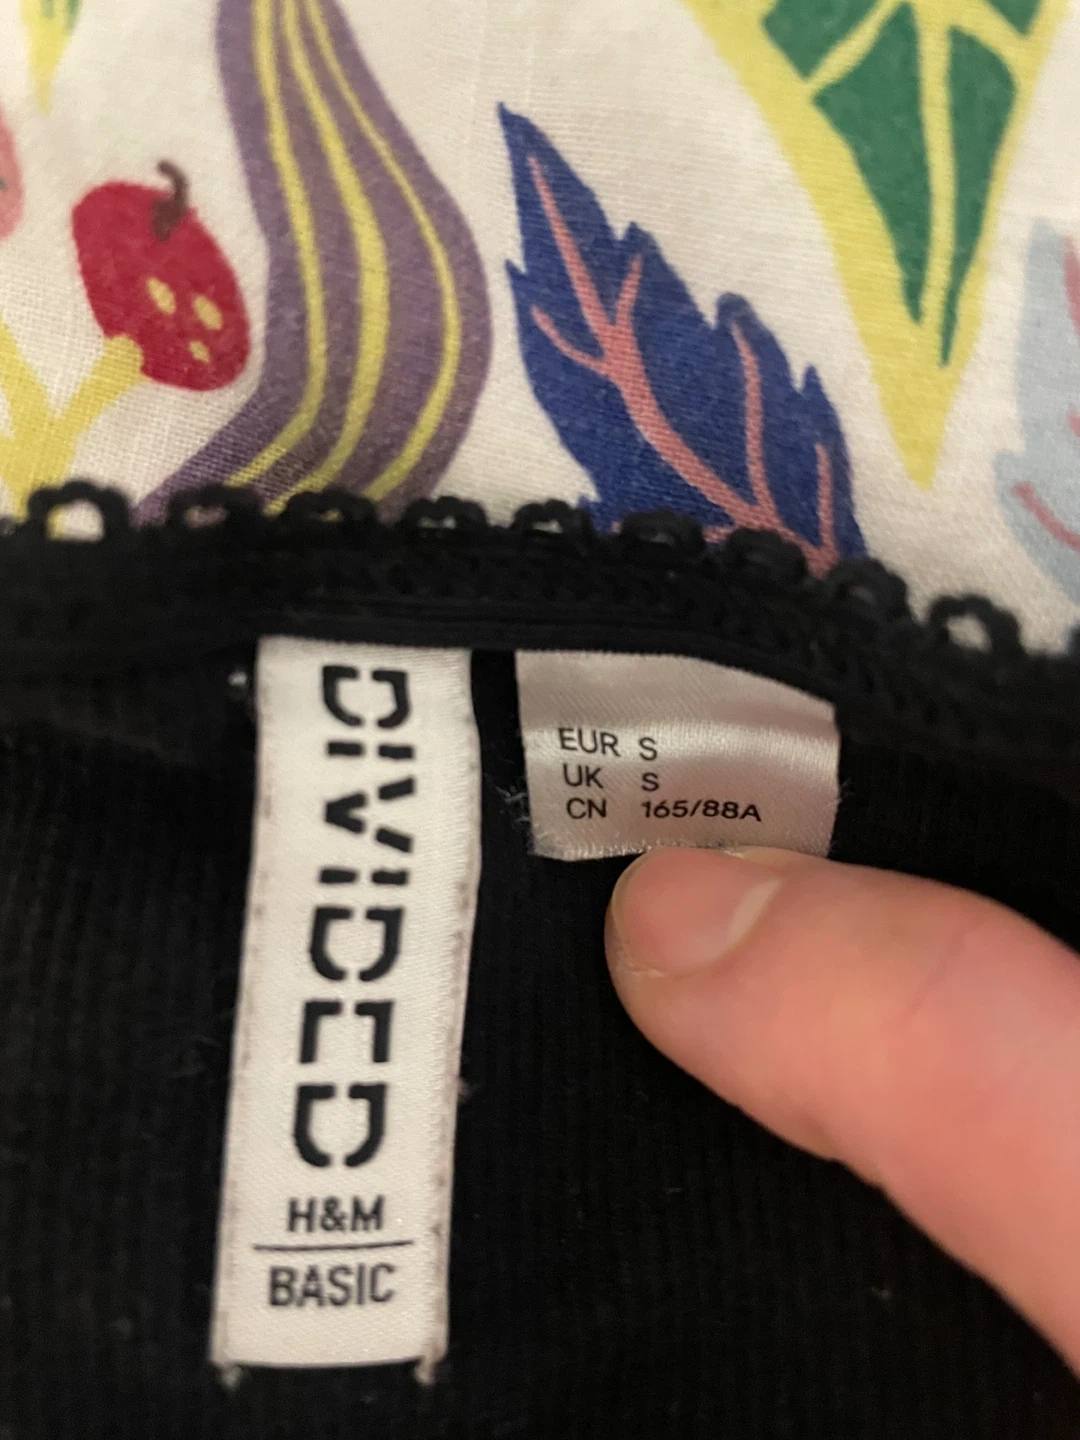 DIVIDED
H&M
BASIC
EUR S
UK S
CN 165/88A